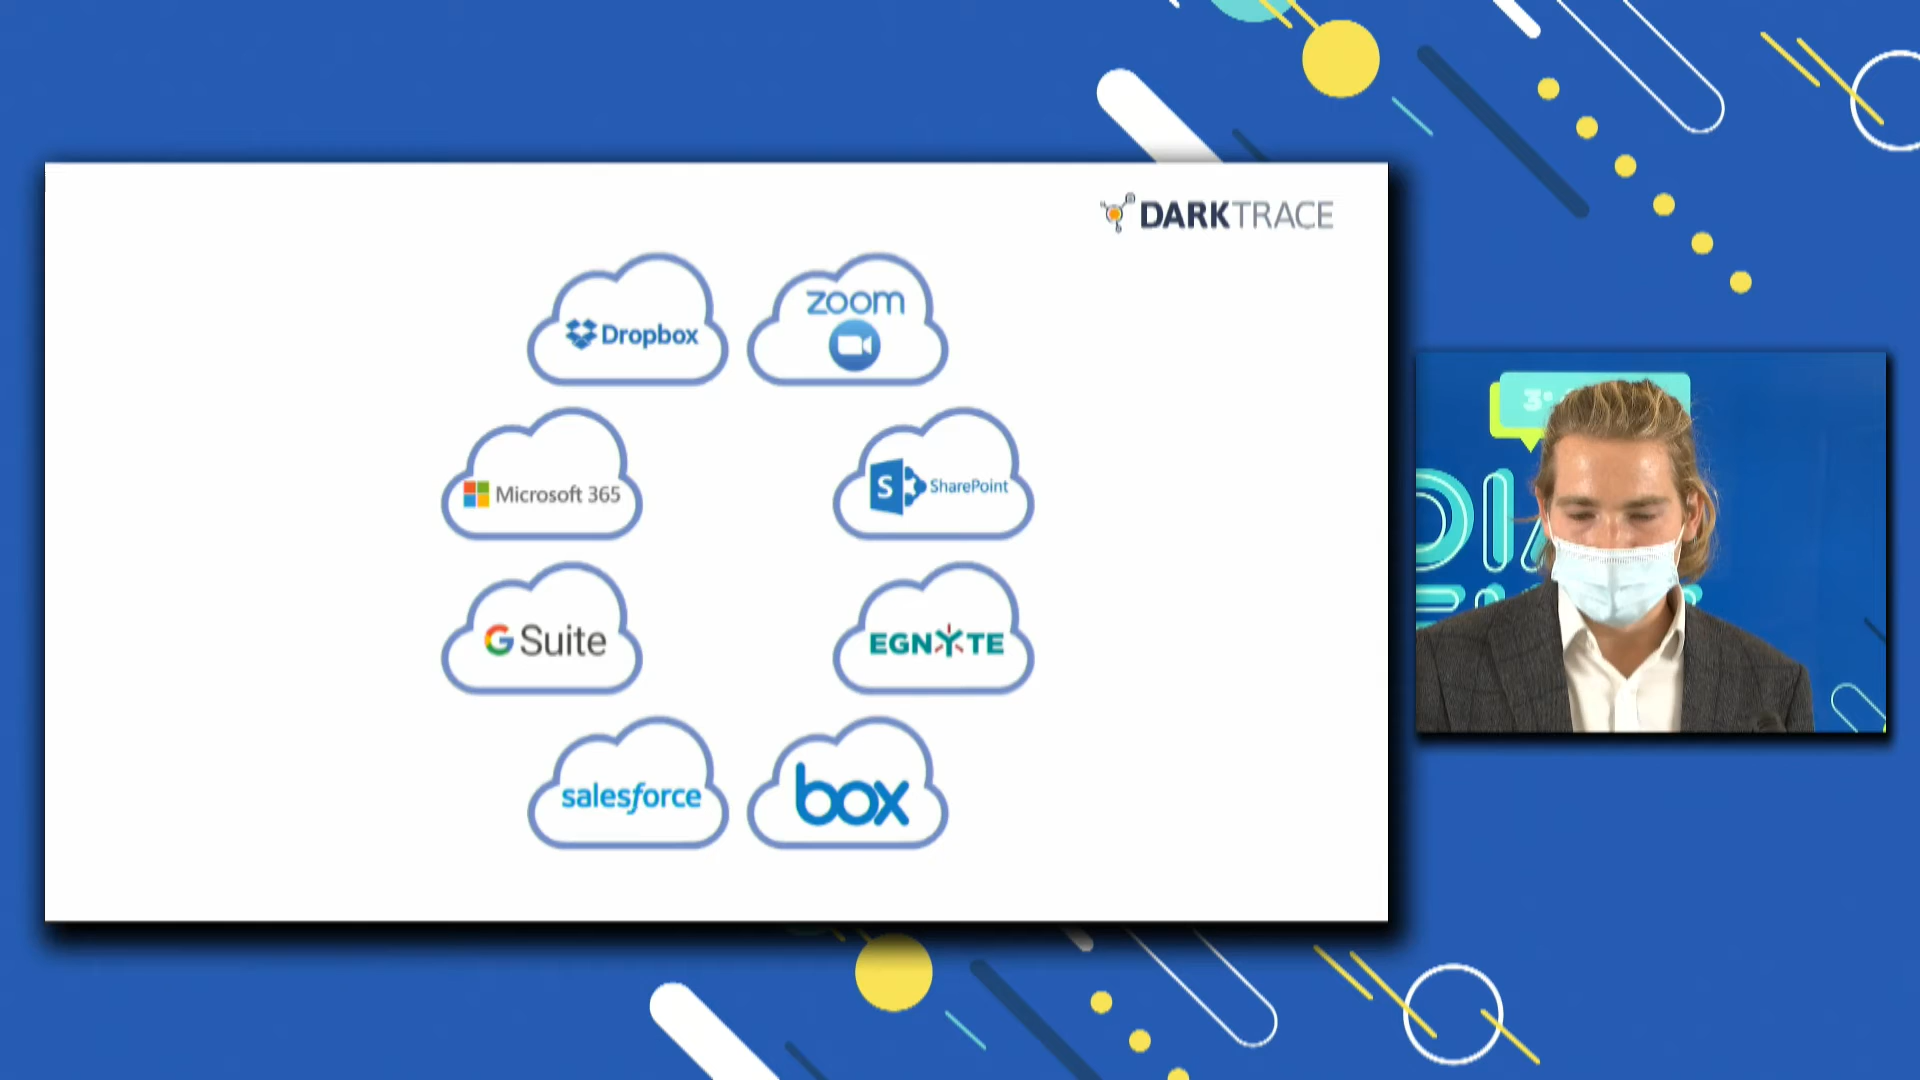 DARKTRACE
Dropbox
zoom
Microsoft 365
S SharePoint
G Suite
EGNYTE
salesforce
box